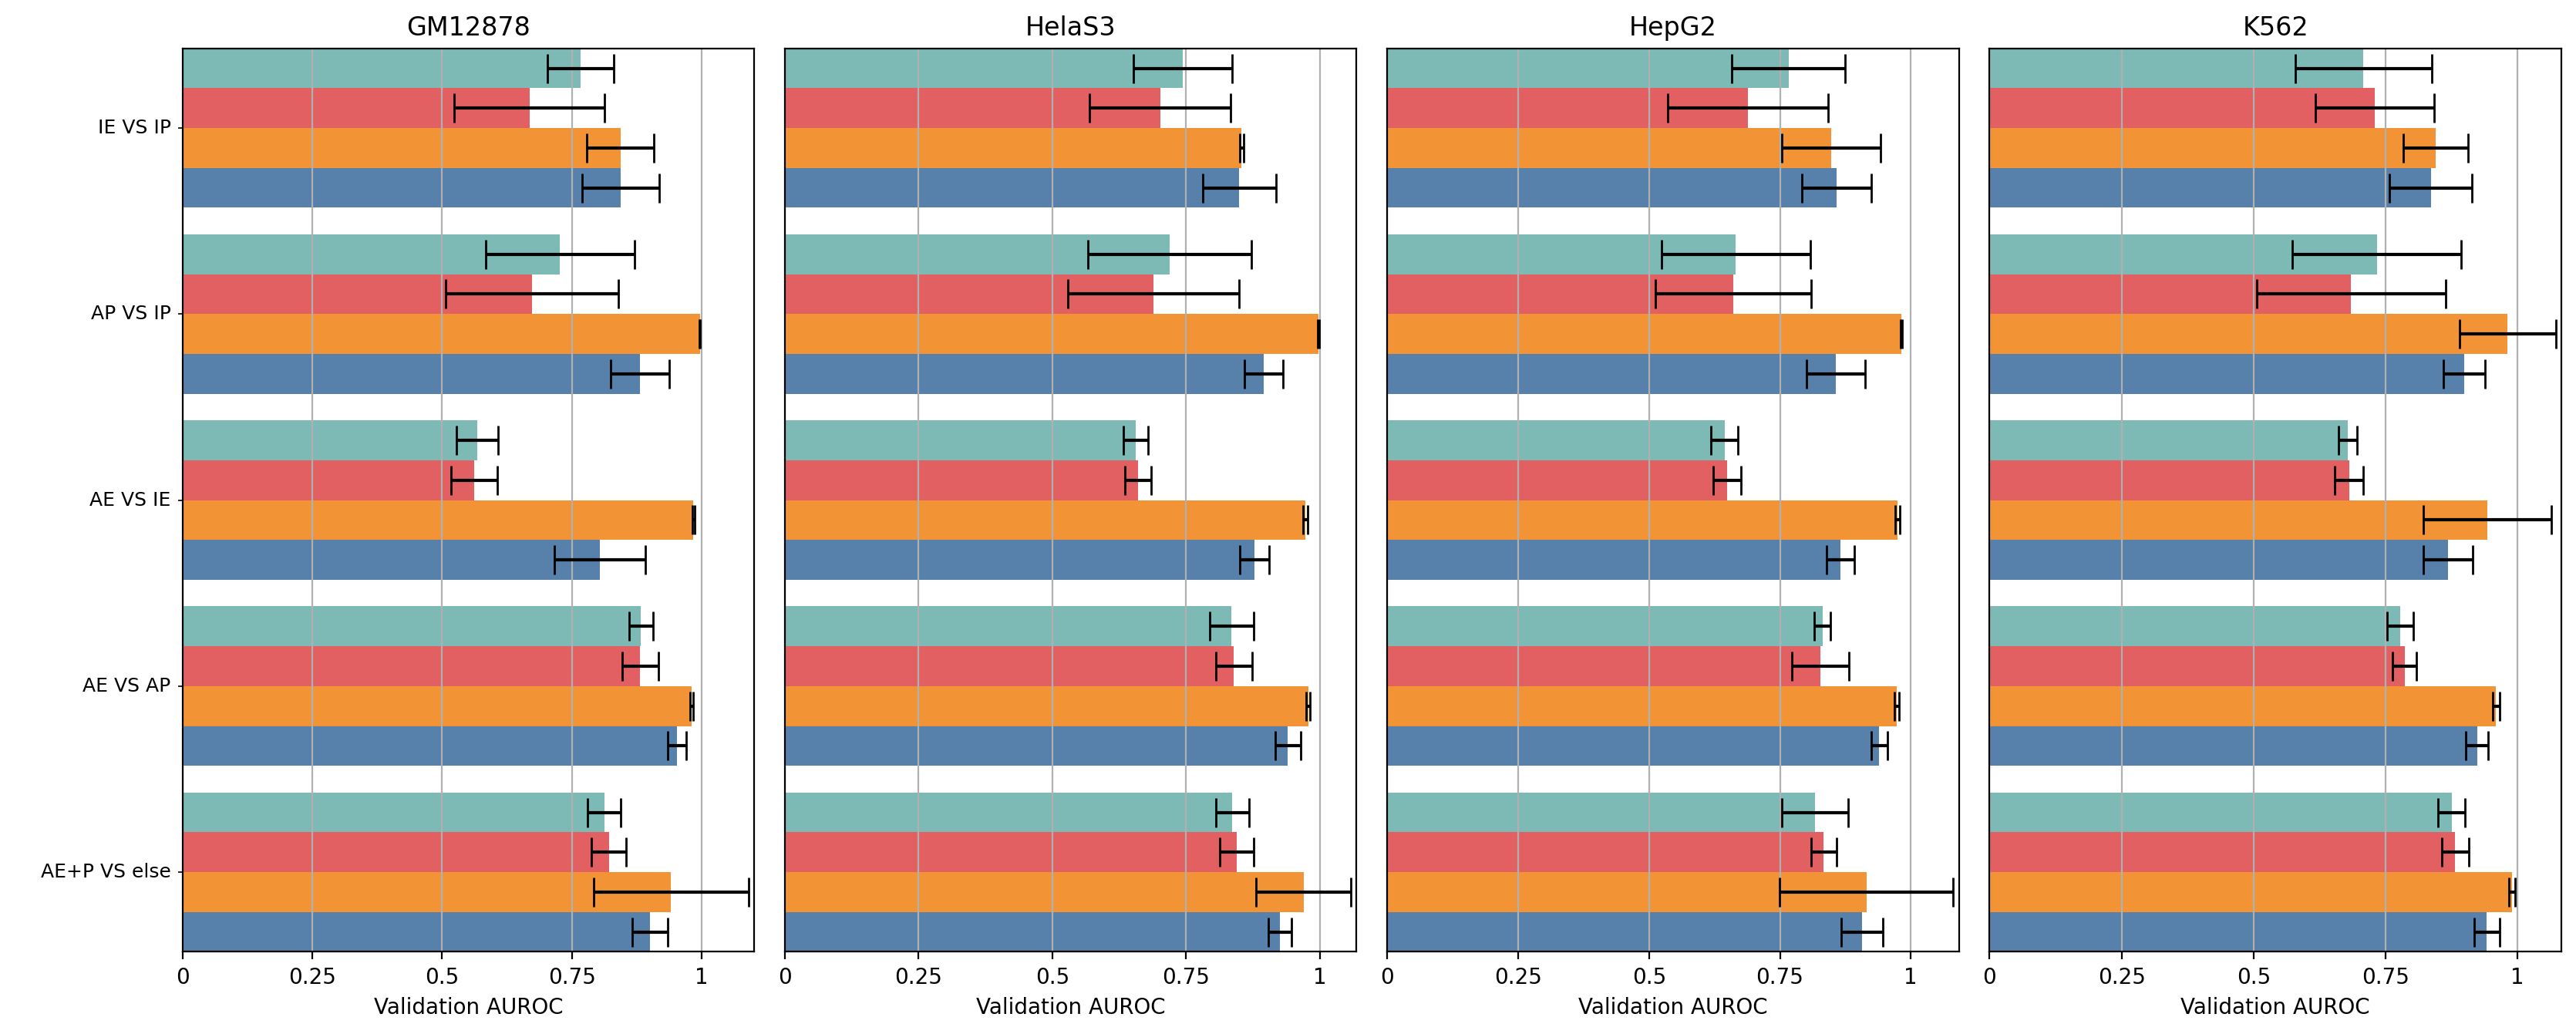 GM12878
HelaS3
HepG2
K562
IE VS IP
AP VS IP
AE VS IE
AE VS AP
AE+P VS else
0 0.25 0.5 0.75 1
0 0.25 0.5 0.75 1
0 0.25 0.5 0.75 1
0 0.25 0.5 0.75 1
Validation AUROC
Validation AUROC
Validation AUROC
Validation AUROC